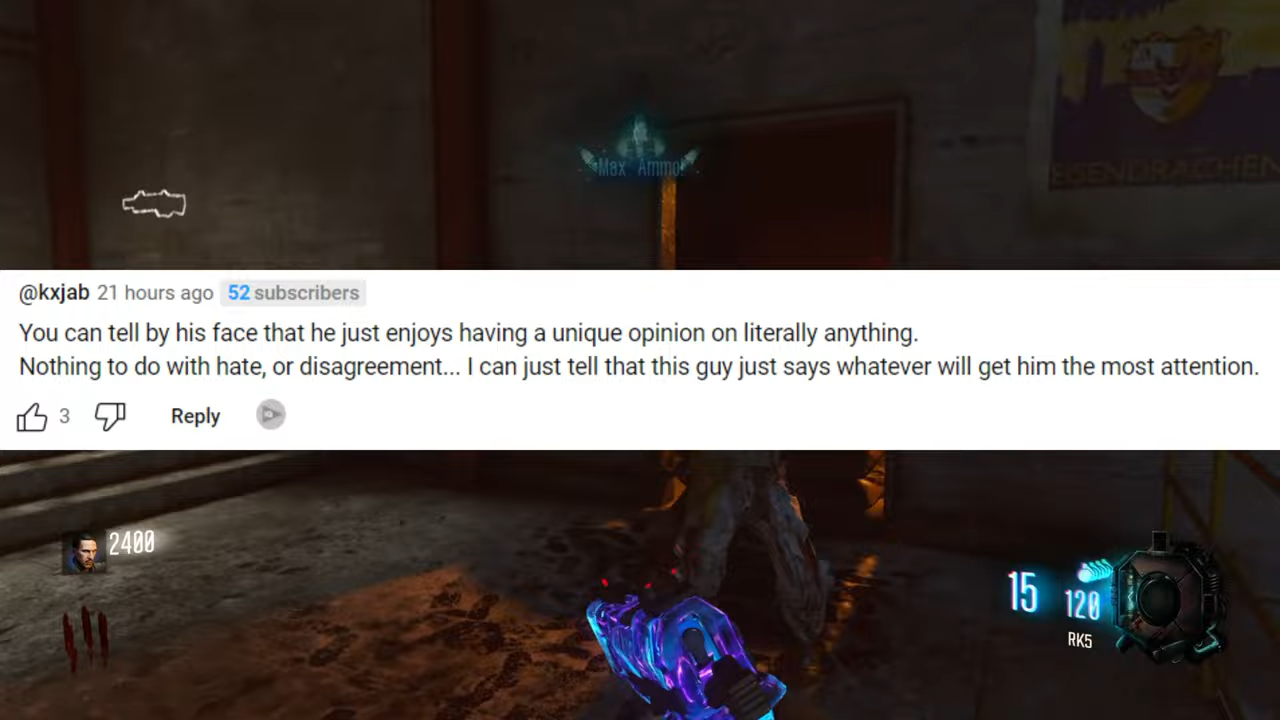 Max Ammo!
EGENDRACHEN
@kxjab 21 hours ago 52 subscribers
You can tell by his face that he just enjoys having a unique opinion on literally anything.
Nothing to do with hate, or disagreement... I can just tell that this guy just says whatever will get him the most attention.
3 Reply
2400
15 120
RK5